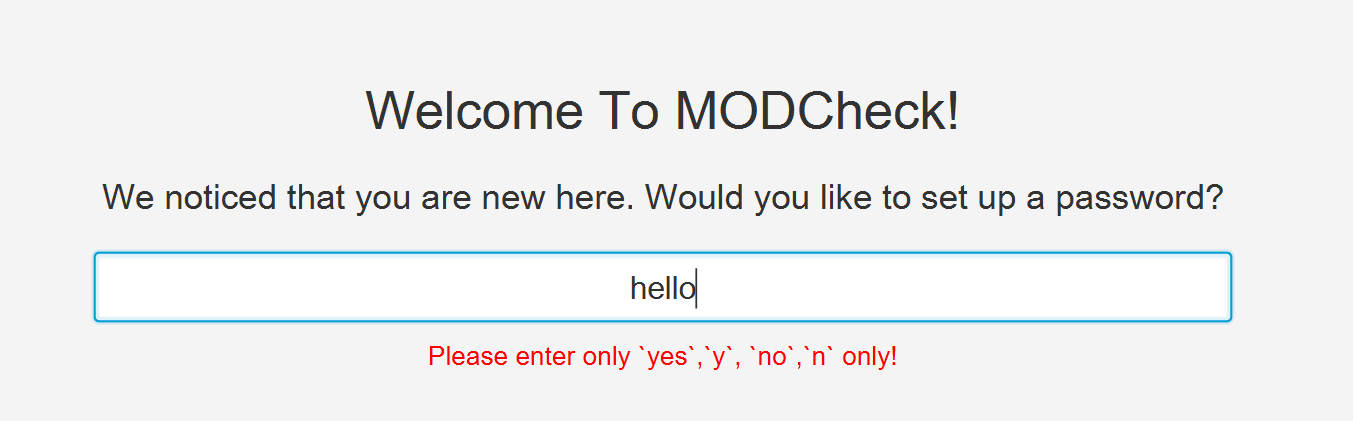 Welcome To MODCheck!
We noticed that you are new here. Would you like to set up a password?
hello
Please enter only `yes`,`y`, `no`,`n` only!